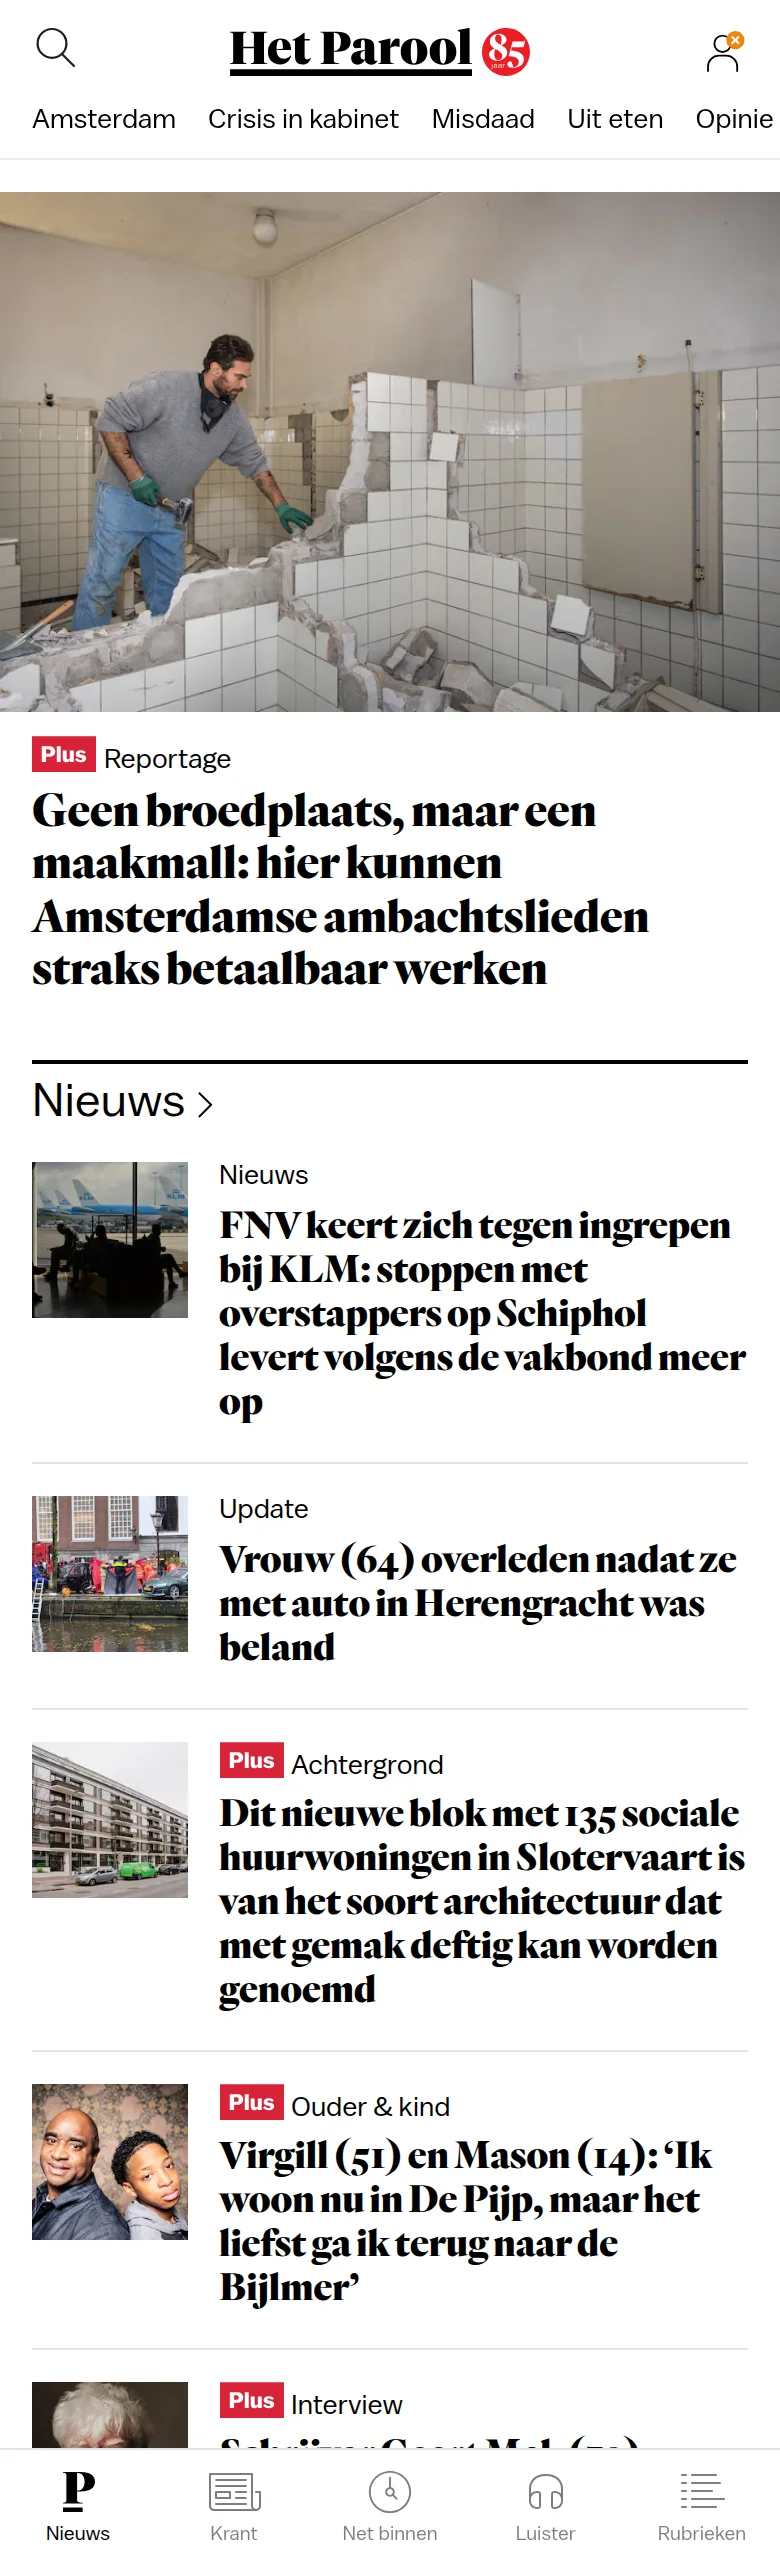 Het Parool 85 jaar
Amsterdam Crisis in kabinet Misdaad Uit eten Opinie
Plus Reportage
Geen broedplaats, maar een
maakmall: hier kunnen
Amsterdamse ambachtslieden
straks betaalbaar werken
Nieuws
Nieuws
FNV keert zich tegen ingrepen
bij KLM: stoppen met
overstappers op Schiphol
levert volgens de vakbond meer
op
Update
Vrouw (64) overleden nadat ze
met auto in Herengracht was
beland
Plus Achtergrond
Dit nieuwe blok met 135 sociale
huurwoningen in Slotervaart is
van het soort architectuur dat
met gemak deftig kan worden
genoemd
Plus Ouder & kind
Virgill (51) en Mason (14): ‘Ik
woon nu in De Pijp, maar het
liefst ga ik terug naar de
Bijlmer’
Plus Interview
Nieuws Krant Net binnen Luister Rubrieken